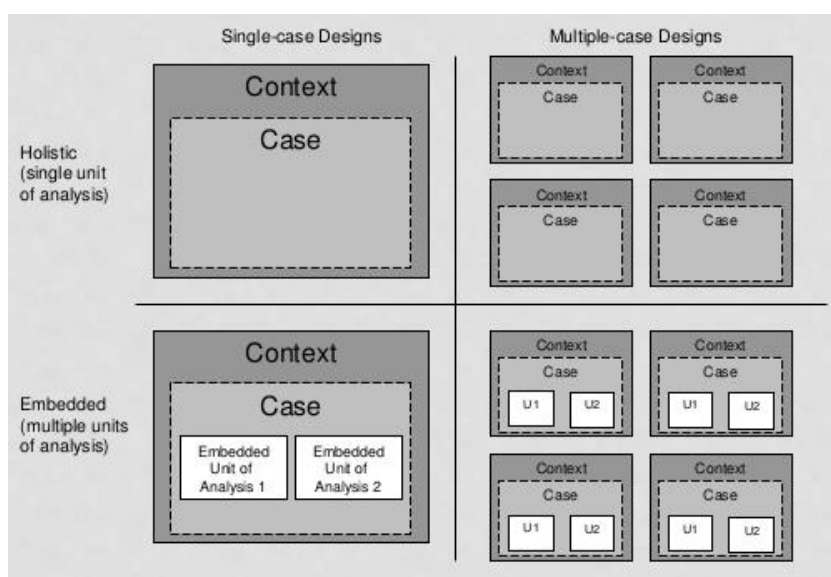 Single-case Designs
Multiple-case Designs
Holistic
(single unit
of analysis)
Context
Case
Context
Case
Context
Case
Context
Case
Context
Case
Embedded
(multiple units
of analysis)
Context
Case
Embedded
Unit of
Analysis 1
Embedded
Unit of
Analysis 2
Context
Case
U1
U2
Context
Case
U1
U2
Context
Case
U1
U2
Context
Case
U1
U2